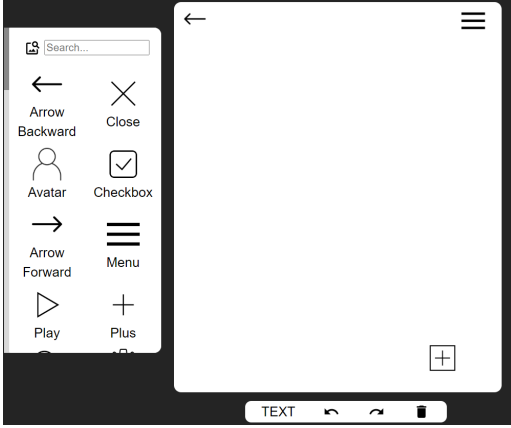 Search...
Arrow
Backward
Close
Avatar
Checkbox
Arrow
Forward
Menu
Play
Plus
TEXT